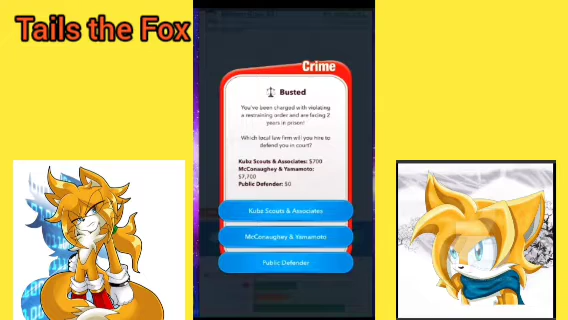 Tails the Fox
Crime
Busted
You've been charged with violating
a restraining order and are facing 2
years in prison!
Which local law firm will you hire to
defend you in court?
Kubz Scouts & Associates: $700
McConaughey & Yamamoto:
$7,700
Public Defender: $0
Kubz Scouts & Associates
McConaughey & Yamamoto
Public Defender